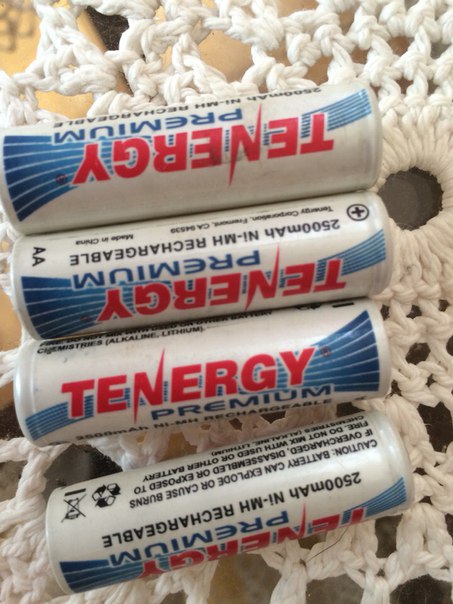 TENERGY
PREMIUM
2500mAh NI-MH RECHARGEABLE
TENERGY
PREMIUM
2500mAh NI-MH RECHARGEABLE
Tenergy Corporation, Fremont, CA 94539
Made in China
AA
CHEMISTRIES (ALKALINE, LITHIUM).
TENERGY
PREMIUM
2500mAh NI-MH RECHARGEABLE
TENERGY
PREMIUM
2500mAh NI-MH RECHARGEABLE
CAUTION: BATTERY CAN EXPLODE OR CAUSE BURNS
IF OVERCHARGED, DISASSEMBLED OR EXPOSED TO
FIRE. DO NOT MIX WITH USED OR OTHER BATTERY
CHEMISTRIES (ALKALINE, LITHIUM)